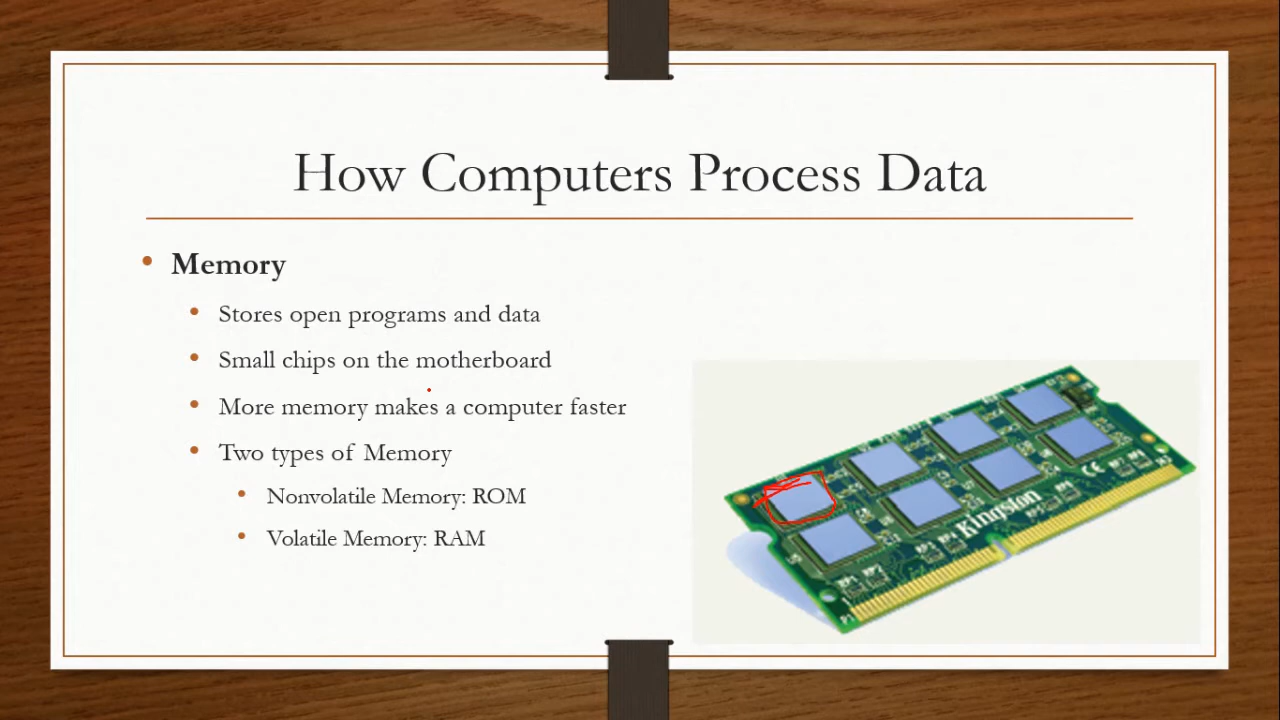 How Computers Process Data
Memory
Stores open programs and data
Small chips on the motherboard
More memory makes a computer faster
Two types of Memory
Nonvolatile Memory: ROM
Volatile Memory: RAM
Kingston